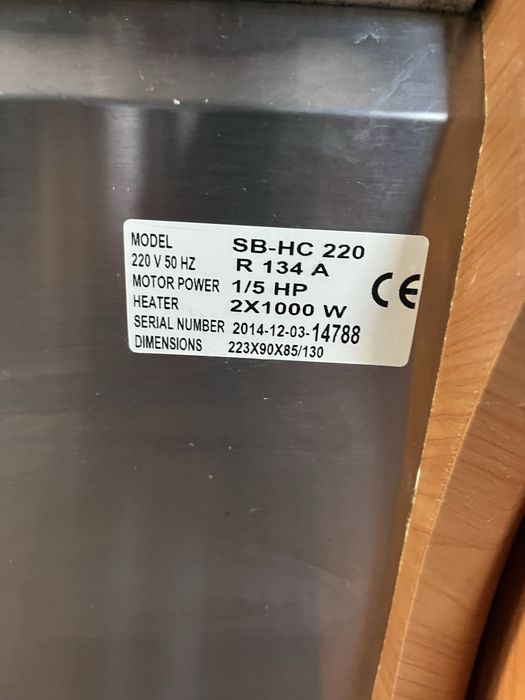 MODEL SB-HC 220
220 V 50 HZ R 134 A
MOTOR POWER 1/5 HP
HEATER 2X1000 W
SERIAL NUMBER 2014-12-03-14788
DIMENSIONS 223X90X85/130
CE